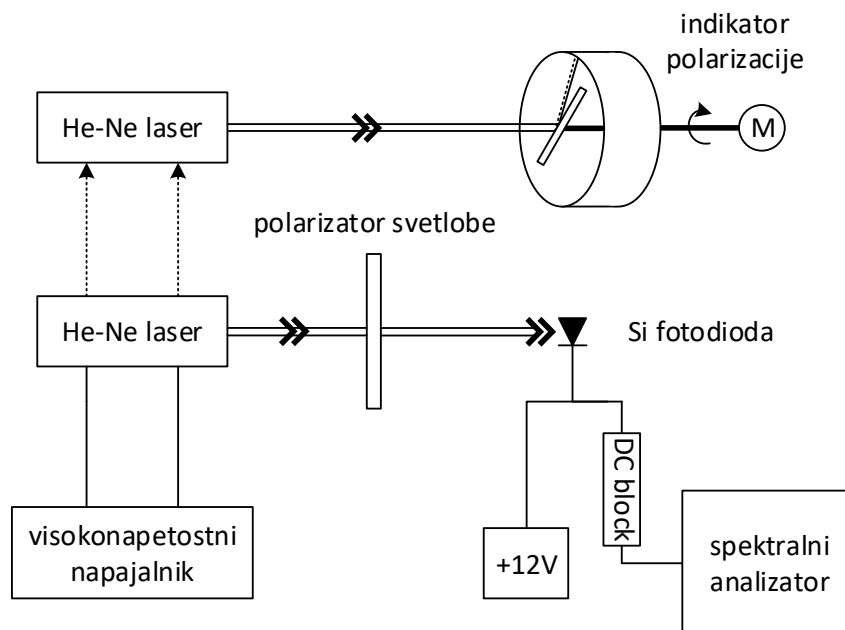 indikator
polarizacije
He-Ne laser
M
polarizator svetlobe
He-Ne laser
Si fotodioda
DC block
visokonapetostni
napajalnik
+12V
spektralni
analizator